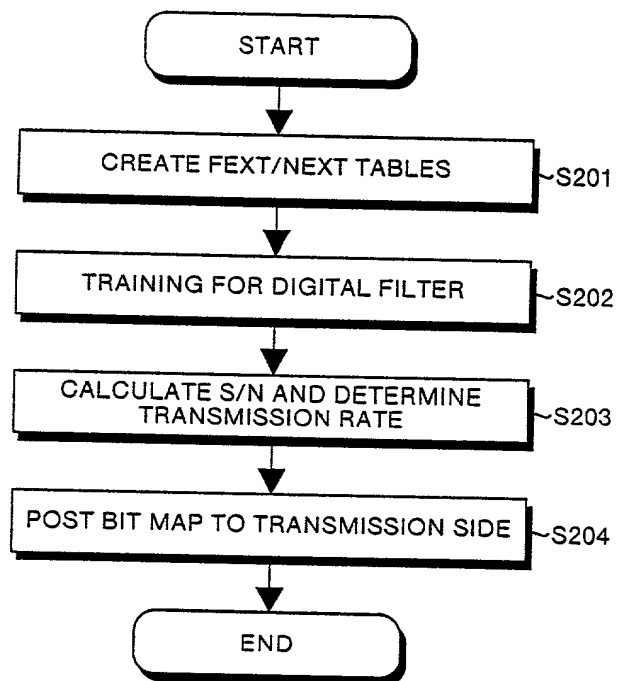 START
CREATE FEXT/NEXT TABLES
S201
TRAINING FOR DIGITAL FILTER
S202
CALCULATE S/N AND DETERMINE
TRANSMISSION RATE
S203
POST BIT MAP TO TRANSMISSION SIDE
S204
END